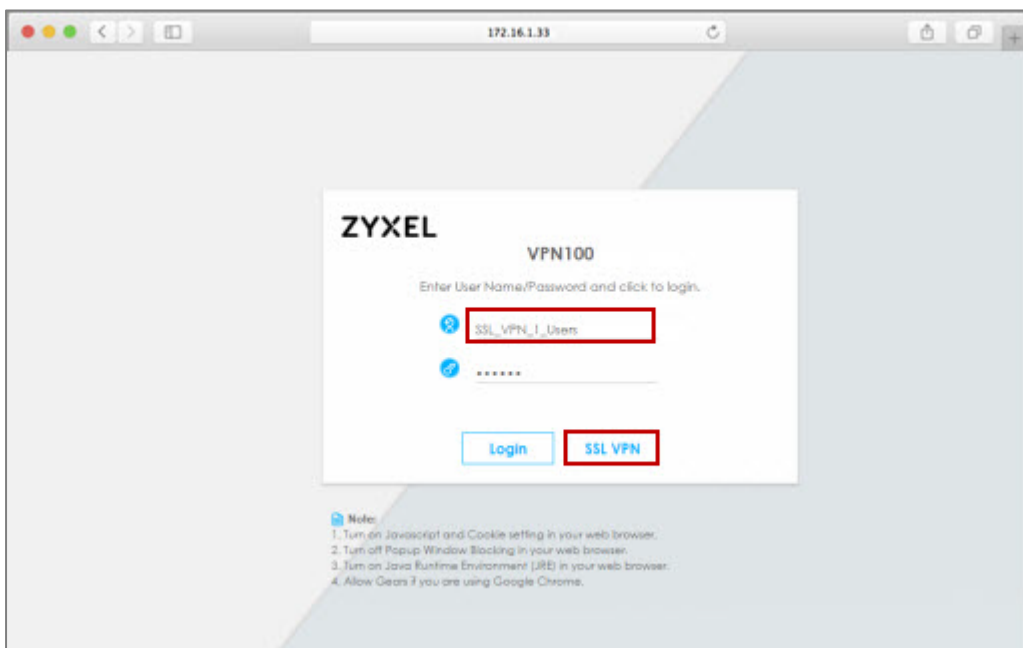 172.16.1.33
ZYXEL
VPN100
Enter User Name/Password and click to login.
SSL_VPN_1_Users
••••••
Login
SSL VPN
Note:
1. Turn on Javascript and Cookie setting in your web browser.
2. Turn off Popup Window Blocking in your web browser.
3. Turn on Java Runtime Environment (JRE) in your web browser.
4. Allow Gears if you are using Google Chrome.